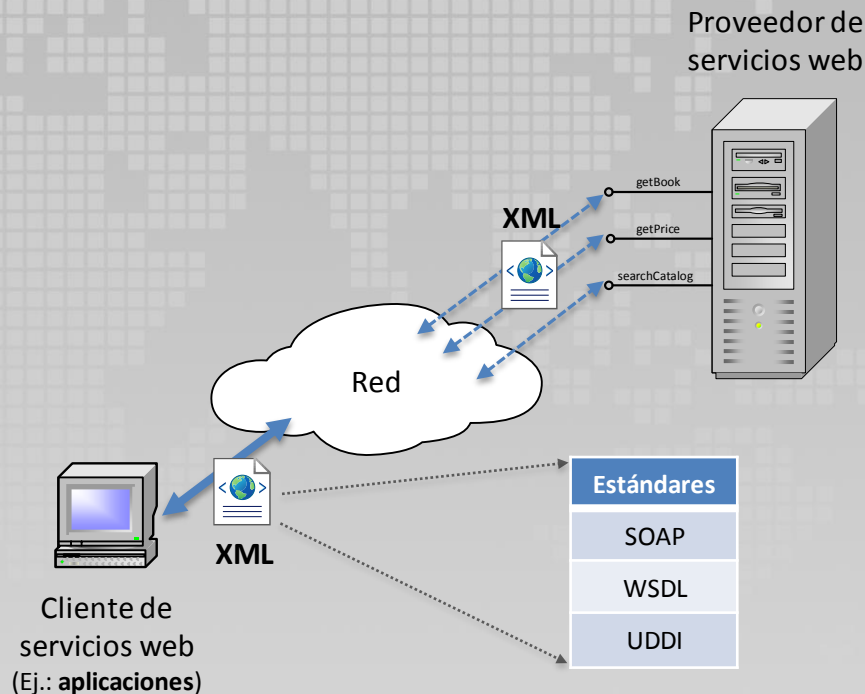 Proveedor de
servicios web
getBook
XML
getPrice
searchCatalog
Red
Estándares
SOAP
XML
WSDL
UDDI
Cliente de
servicios web
(Ej.: aplicaciones)